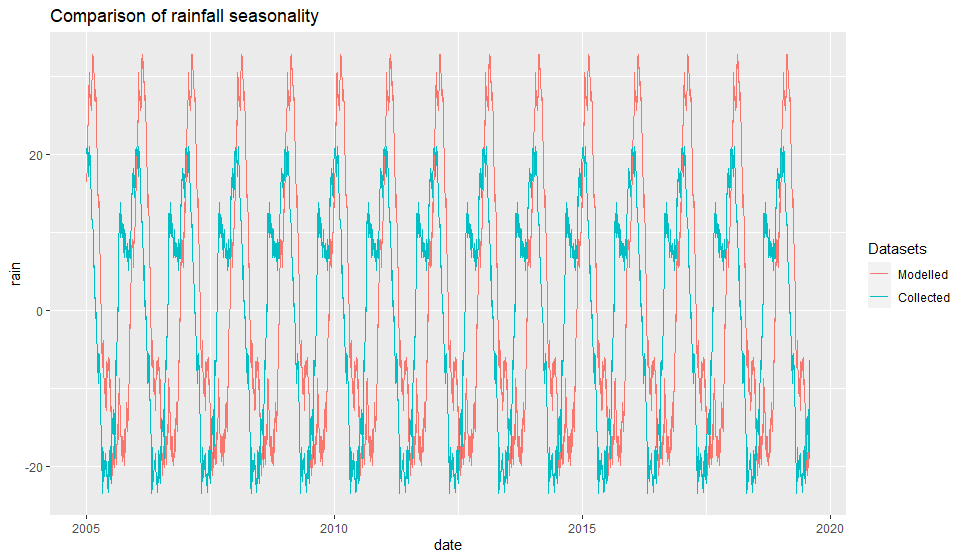 Comparison of rainfall seasonality
20
0
-20
rain
2005
2010
2015
2020
date
Datasets
Modelled
Collected